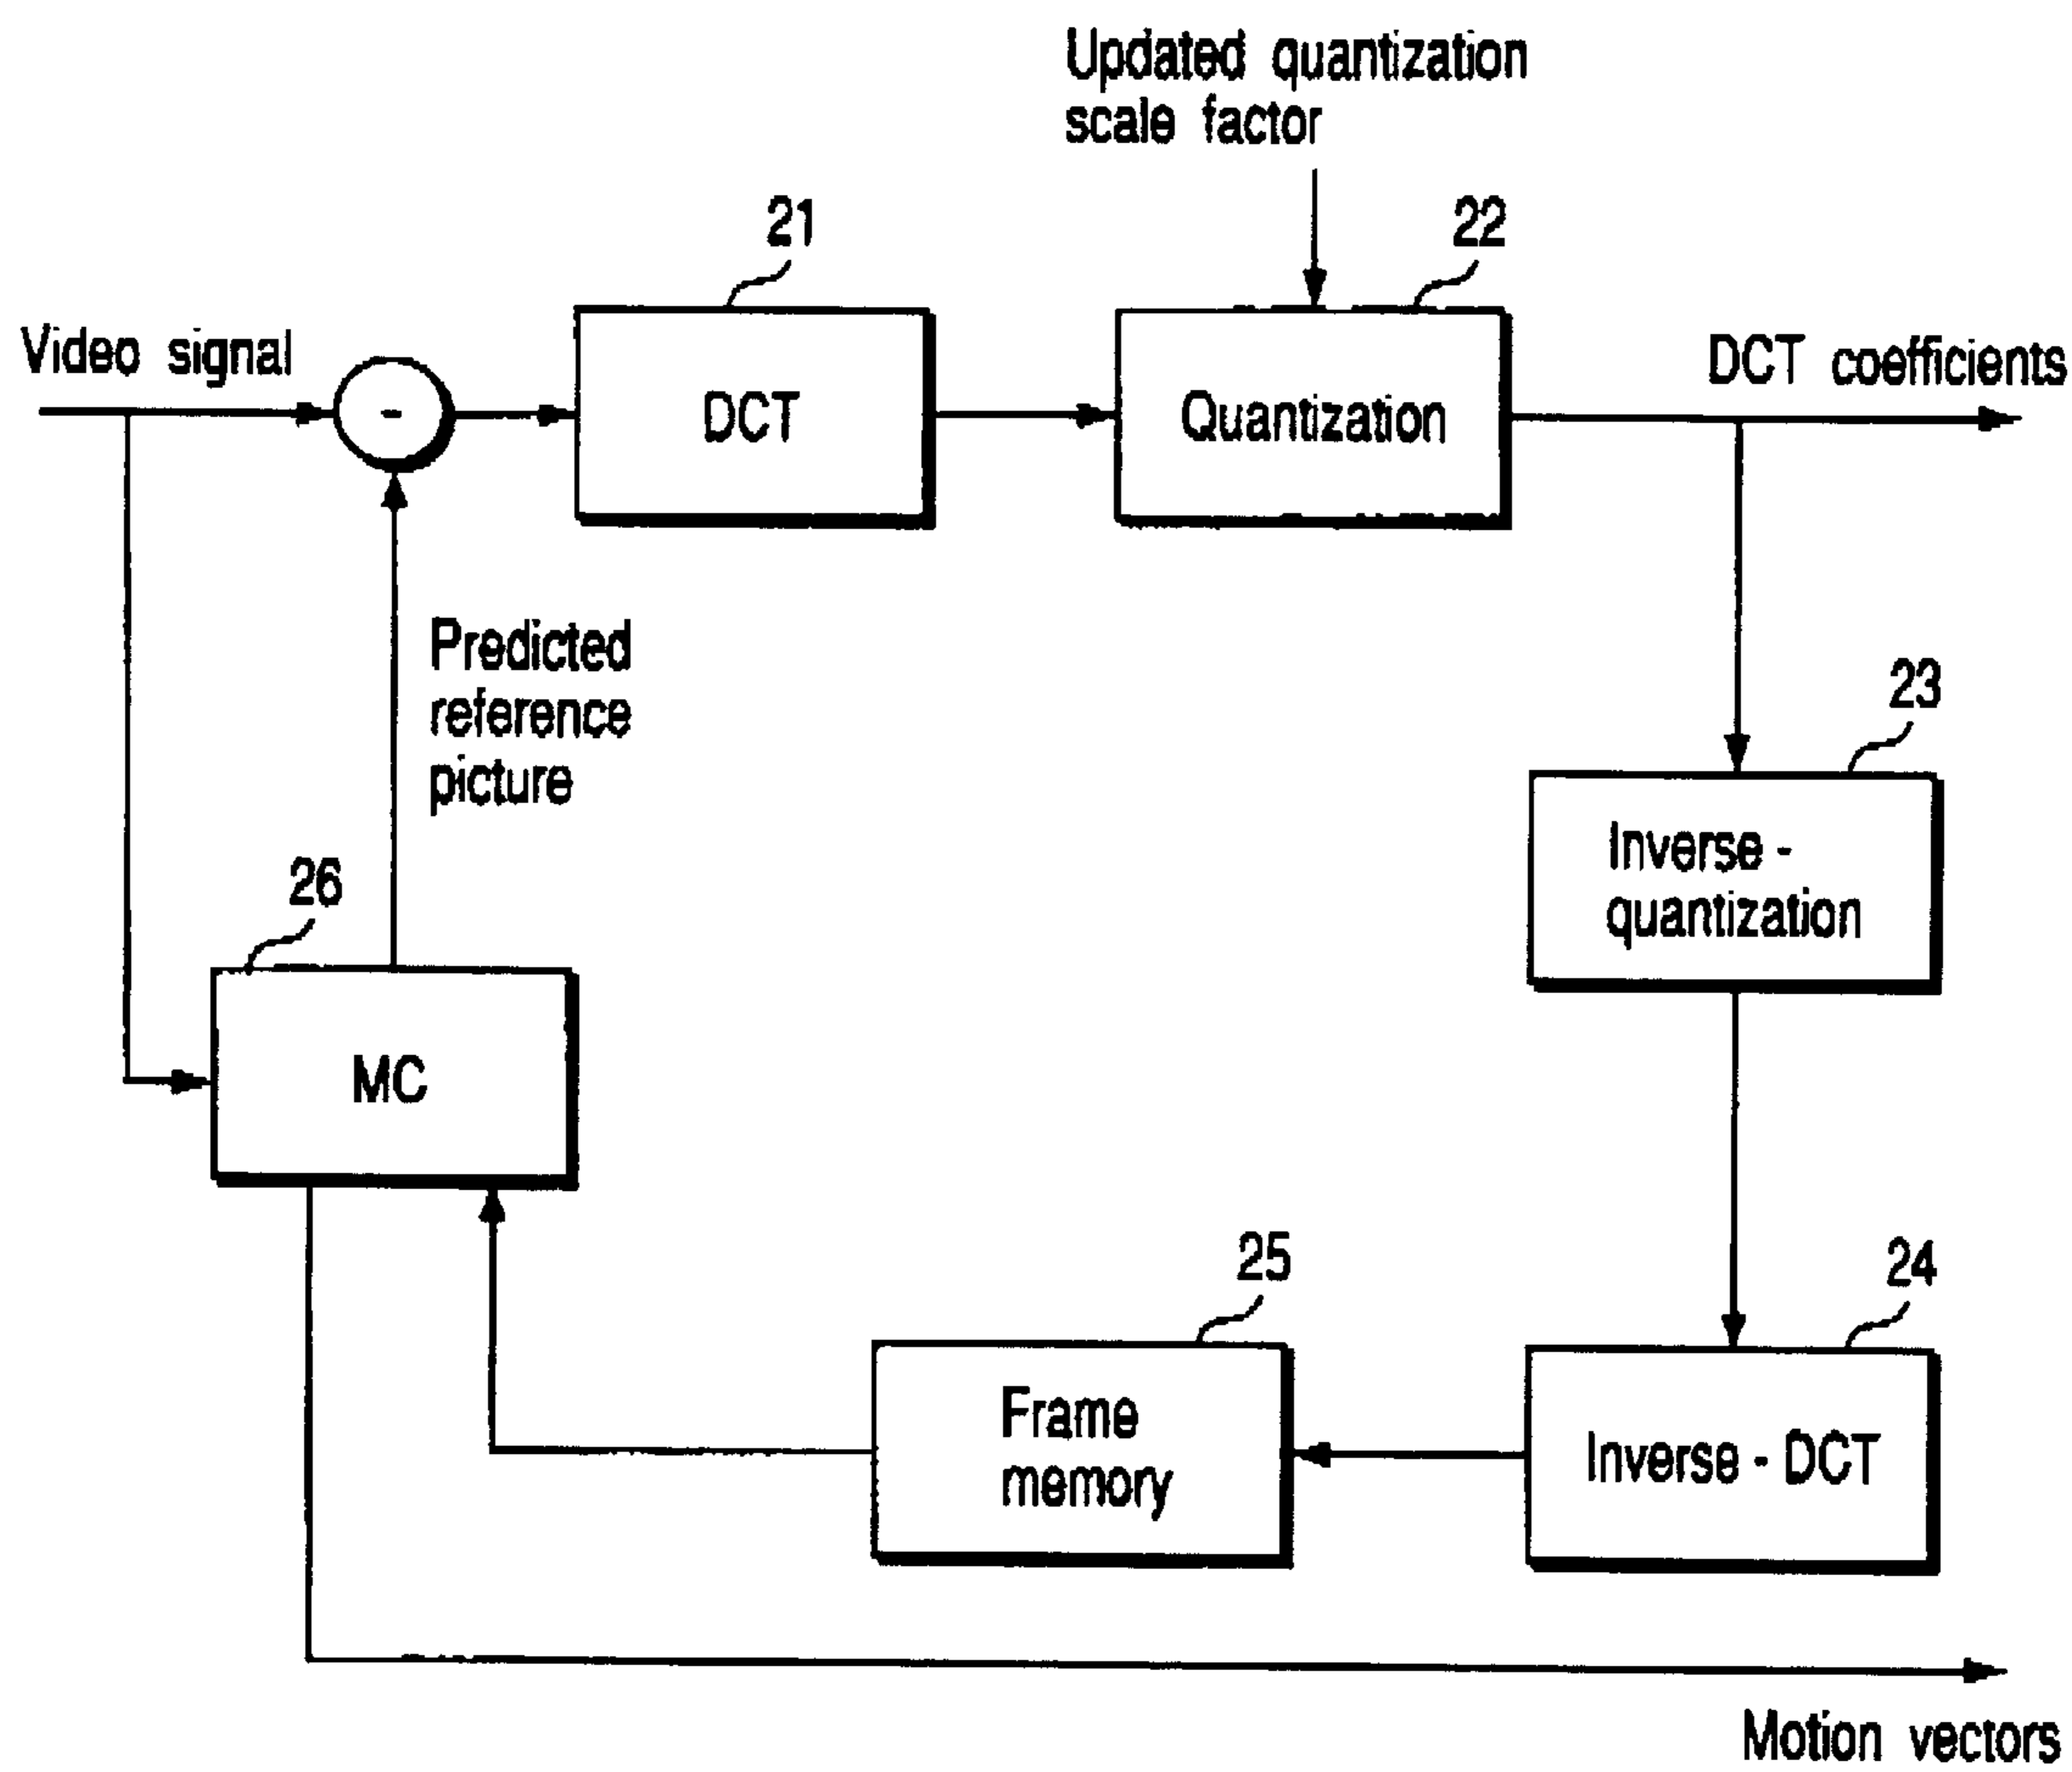 Updated quantization
scale factor
21
22
Video signal
-
DCT
Quantization
DCT coefficients
Predicted
reference
picture
23
Inverse -
quantization
26
MC
25
24
Frame
memory
Inverse - DCT
Motion vectors